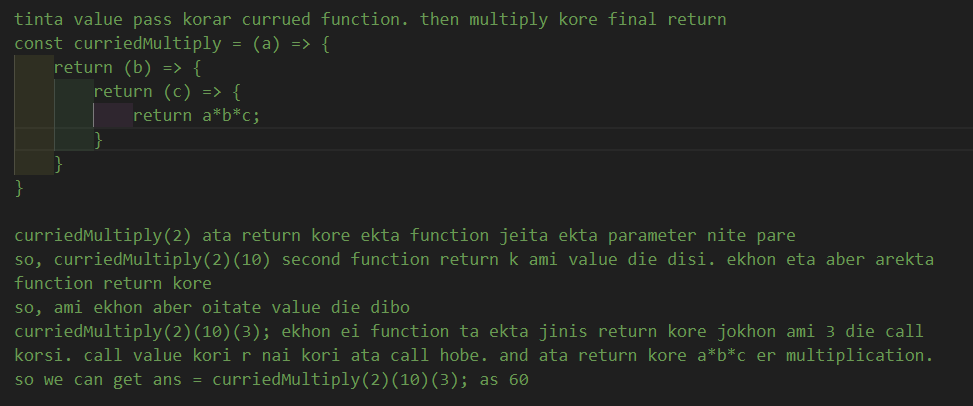 tinta value pass korar currued function. then multiply kore final return
const curriedMultiply = (a) => {
    return (b) => {
        return (c) => {
            return a*b*c;
        }
    }
}

curriedMultiply(2) ata return kore ekta function jeita ekta parameter nite pare
so, curriedMultiply(2)(10) second function return k ami value die disi. ekhon eta aber arekta
function return kore
so, ami ekhon aber oitate value die dibo
curriedMultiply(2)(10)(3); ekhon ei function ta ekta jinis return kore jokhon ami 3 die call
korsi. call value kori r nai kori ata call hobe. and ata return kore a*b*c er multiplication.
so we can get ans = curriedMultiply(2)(10)(3); as 60